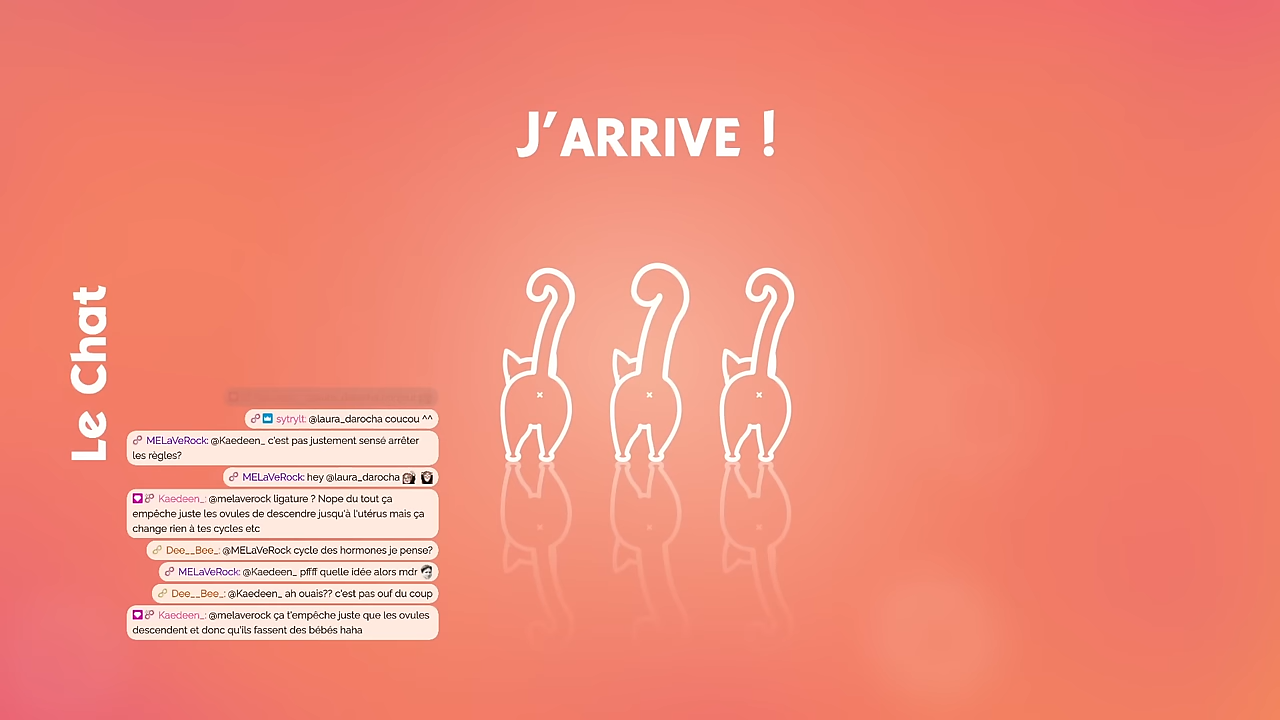 J'ARRIVE !
Le Chat
sytrylt: @laura_darocha coucou ^^
MELaVeRock: @Kaedeen_ c'est pas justement sensé arrêter
les règles?
MELaVeRock: hey @laura_darocha
Kaedeen_: @melaverock ligature ? Nope du tout ça
empêche juste les ovules de descendre jusqu'à l'utérus mais ça
change rien à tes cycles etc
Dee__Bee_: @MELaVeRock cycle des hormones je pense?
MELaVeRock: @Kaedeen_ pffff quelle idée alors mdr
Dee__Bee_: @Kaedeen_ ah ouais?? c'est pas ouf du coup
Kaedeen_: @melaverock ça t'empêche juste que les ovules
descendent et donc qu'ils fassent des bébés haha